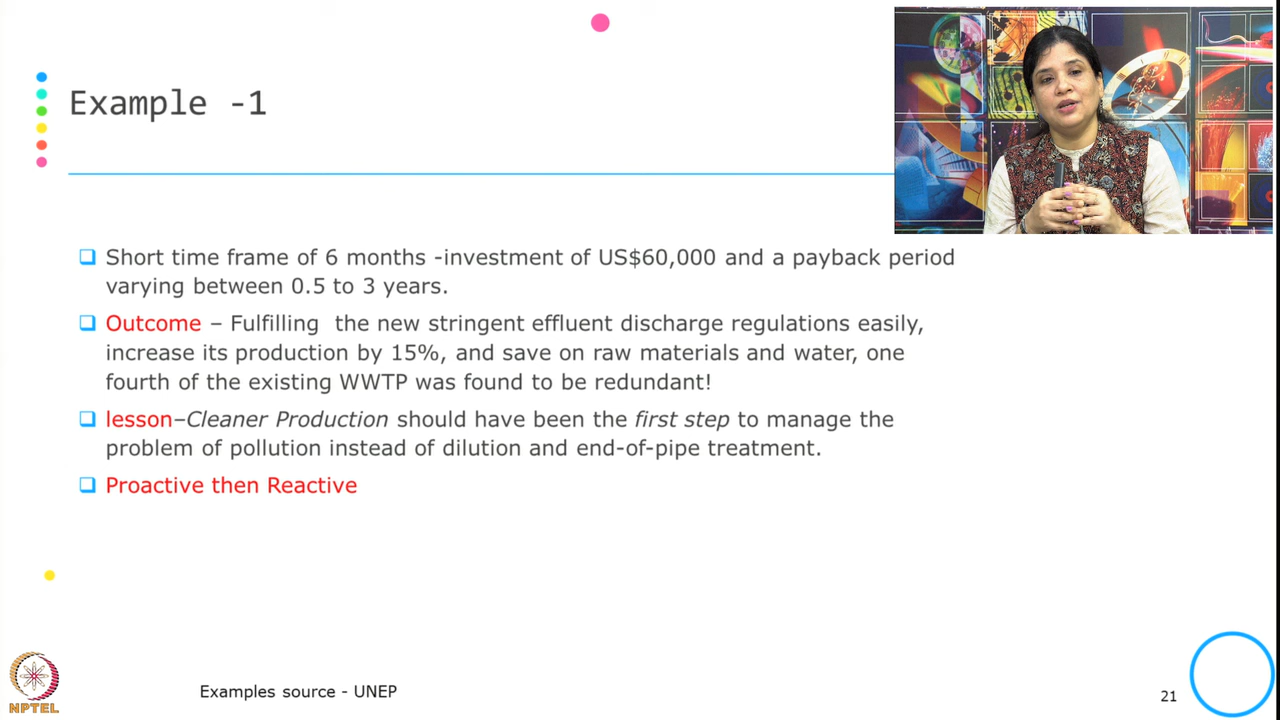 Example -1
❑ Short time frame of 6 months -investment of US$60,000 and a payback period
varying between 0.5 to 3 years.
❑ Outcome – Fulfilling  the new stringent effluent discharge regulations easily,
increase its production by 15%, and save on raw materials and water, one
fourth of the existing WWTP was found to be redundant!
❑ lesson–Cleaner Production should have been the first step to manage the
problem of pollution instead of dilution and end-of-pipe treatment.
❑ Proactive then Reactive
Examples source - UNEP
21
NPTEL